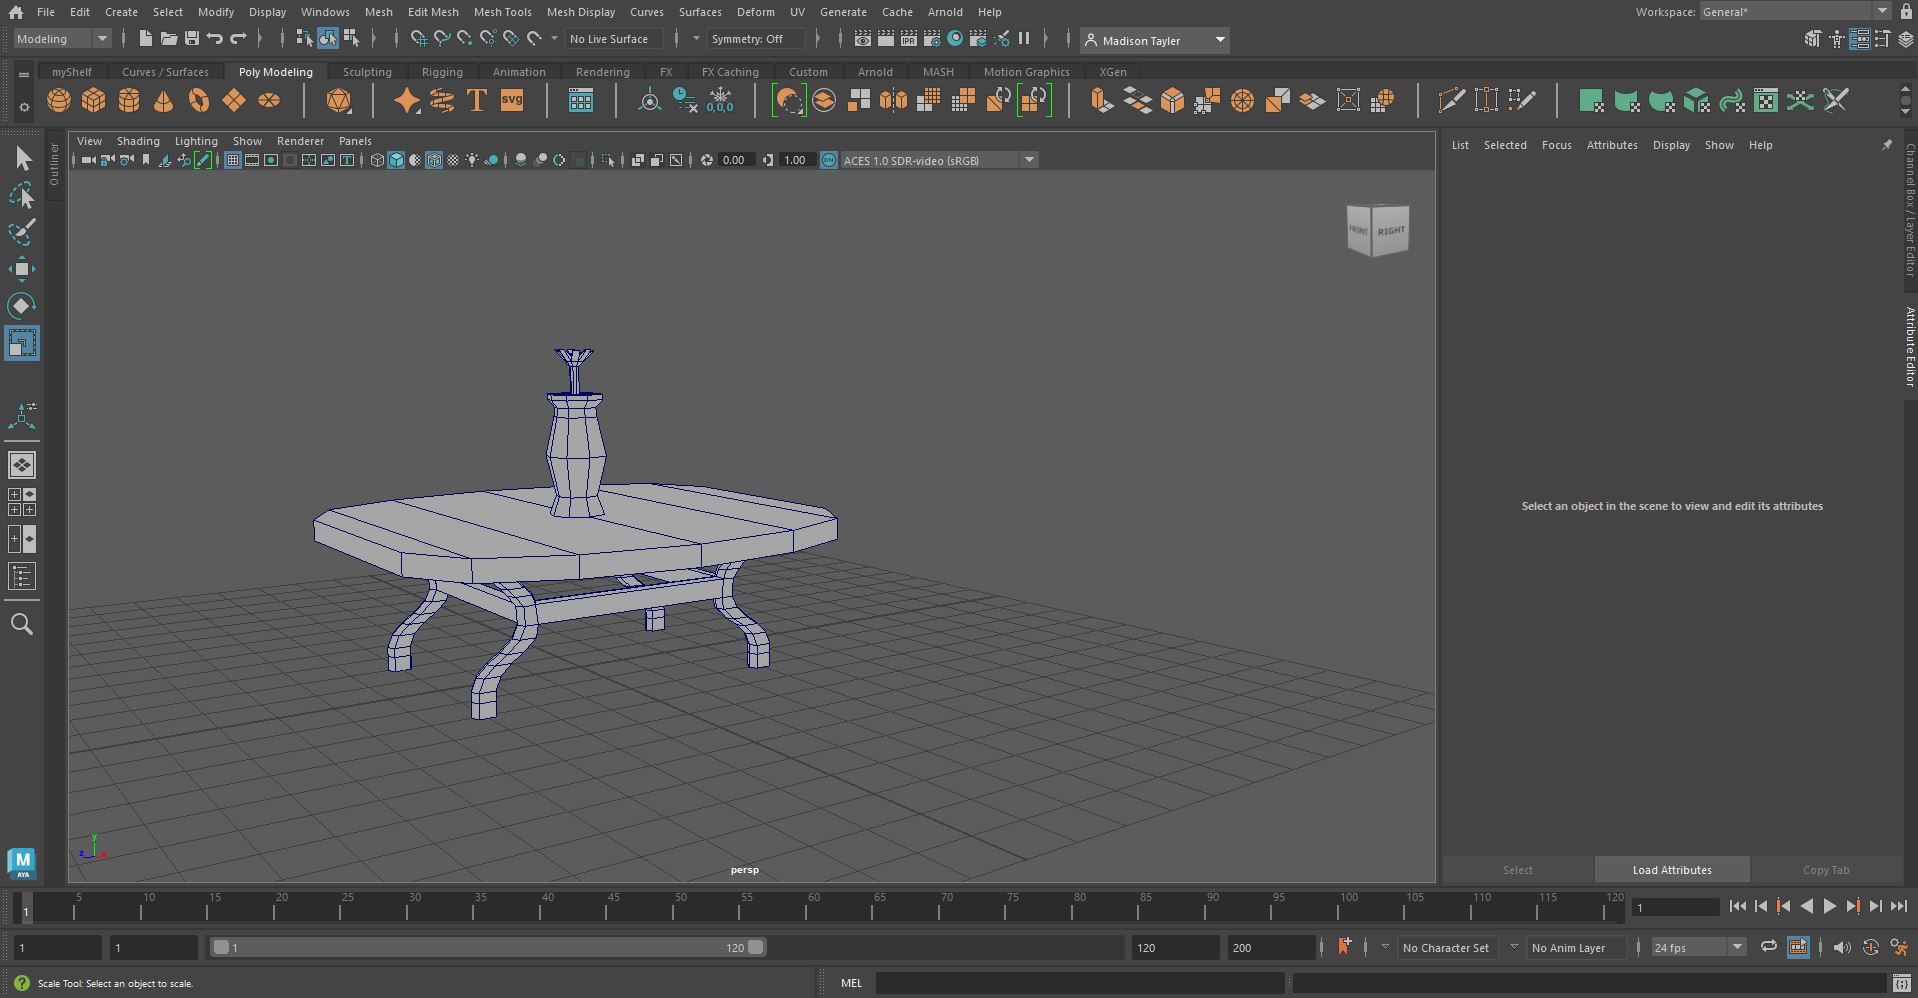 File Edit Create Select Modify Display Windows Mesh Edit Mesh Mesh Tools Mesh Display Curves Surfaces Deform UV Generate Cache Arnold Help Workspace: General*
Modeling No Live Surface Symmetry: Off IPR Madison Tayler
myShelf Curves / Surfaces Poly Modeling Sculpting Rigging Animation Rendering FX FX Caching Custom Arnold MASH Motion Graphics XGen
T SVG 0,0,0
View Shading Lighting Show Renderer Panels
0.00 1.00 ON ACES 1.0 SDR-video (sRGB)
List Selected Focus Attributes Display Show Help
Outliner
Channel Box / Layer Editor
Attribute Editor
FRONT RIGHT
Select an object in the scene to view and edit its attributes
y
z x
persp
M
AYA
Select Load Attributes Copy Tab
1 5 10 15 20 25 30 35 40 45 50 55 60 65 70 75 80 85 90 95 100 105 110 115 120 1
1 1 1 120 120 200 No Character Set No Anim Layer 24 fps
Scale Tool: Select an object to scale. MEL